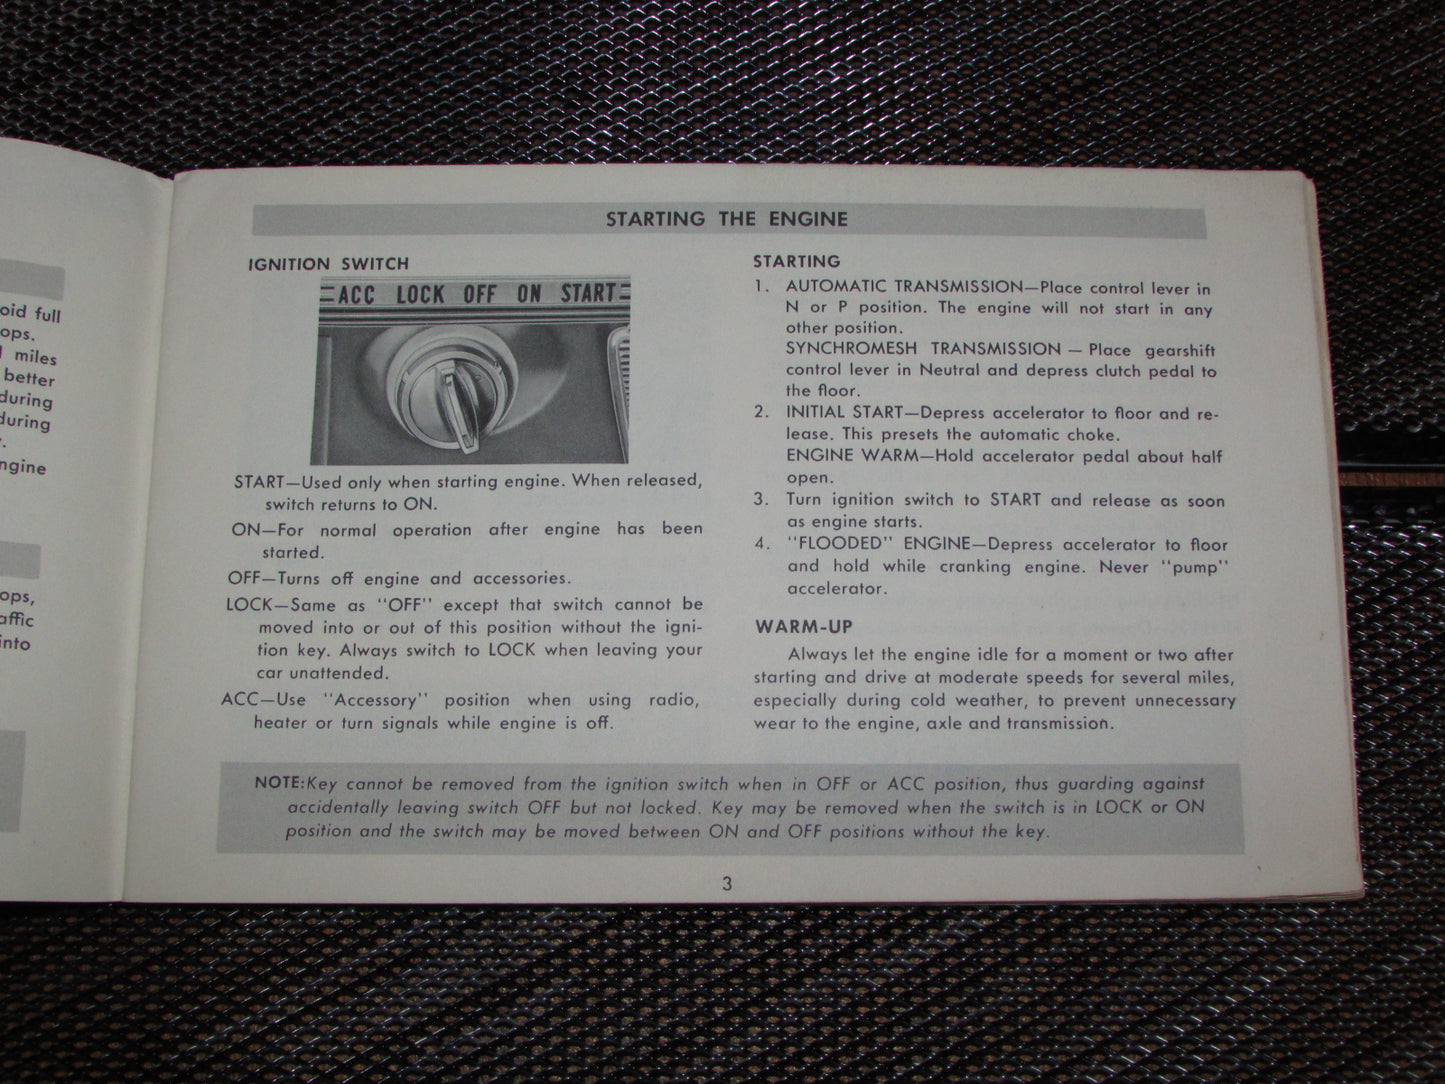 oid full
ops.
miles
better
during
during
ngine
ops,
affic
into
STARTING THE ENGINE
IGNITION SWITCH
ACC LOCK OFF ON START
START—Used only when starting engine. When released,
switch returns to ON.
ON—For normal operation after engine has been
started.
OFF—Turns off engine and accessories.
LOCK—Same as "OFF" except that switch cannot be
moved into or out of this position without the igni-
tion key. Always switch to LOCK when leaving your
car unattended.
ACC—Use "Accessory" position when using radio,
heater or turn signals while engine is off.
STARTING
1. AUTOMATIC TRANSMISSION—Place control lever in
N or P position. The engine will not start in any
other position.
SYNCHROMESH TRANSMISSION — Place gearshift
control lever in Neutral and depress clutch pedal to
the floor.
2. INITIAL START—Depress accelerator to floor and re-
lease. This presets the automatic choke.
ENGINE WARM—Hold accelerator pedal about half
open.
3. Turn ignition switch to START and release as soon
as engine starts.
4. "FLOODED" ENGINE—Depress accelerator to floor
and hold while cranking engine. Never "pump"
accelerator.
WARM-UP
Always let the engine idle for a moment or two after
starting and drive at moderate speeds for several miles,
especially during cold weather, to prevent unnecessary
wear to the engine, axle and transmission.
NOTE:Key cannot be removed from the ignition switch when in OFF or ACC position, thus guarding against
accidentally leaving switch OFF but not locked. Key may be removed when the switch is in LOCK or ON
position and the switch may be moved between ON and OFF positions without the key.
3